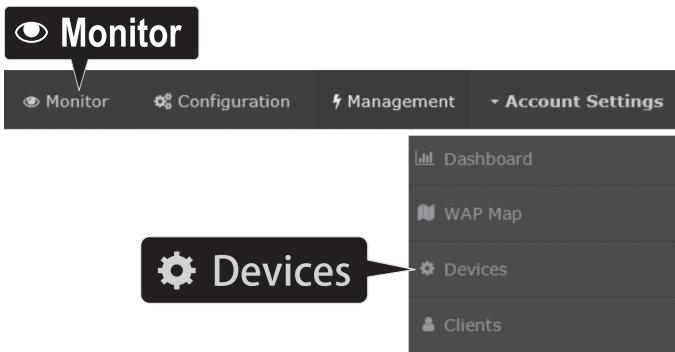 Monitor
Monitor Configuration Management Account Settings
Dashboard
WAP Map
Devices
Devices
Clients